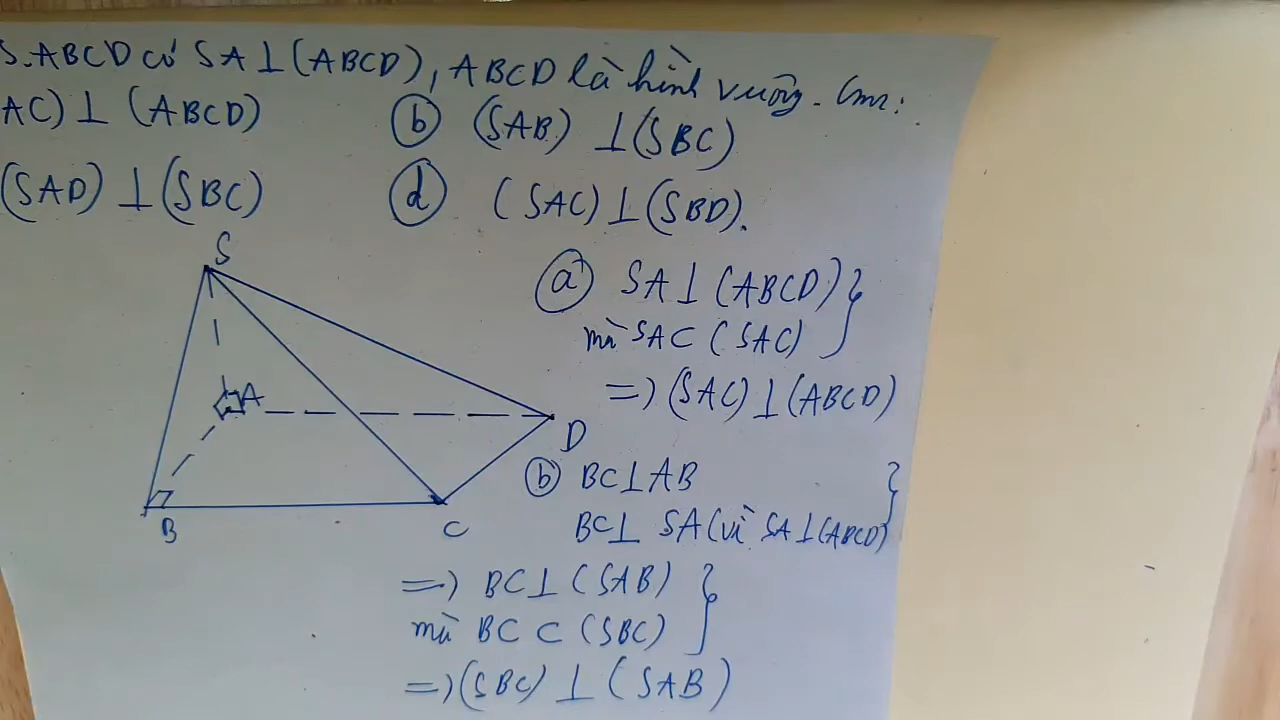 S.ABCD có SA⊥(ABCD), ABCD là hình vuông. Cmr:
AC)⊥(ABCD)
ⓑ (SAB)⊥(SBC)
(SAD)⊥(SBC)
ⓓ (SAC)⊥(SBD).
S
A
D
B
C
ⓐ SA⊥(ABCD)}
mà SA⊂(SAC)
=) (SAC)⊥(ABCD)
ⓑ BC⊥AB }
BC⊥ SA(vì SA⊥(ABCD)
=) BC⊥(SAB) }
mà BC⊂(SBC)
=) (SBC)⊥(SAB)